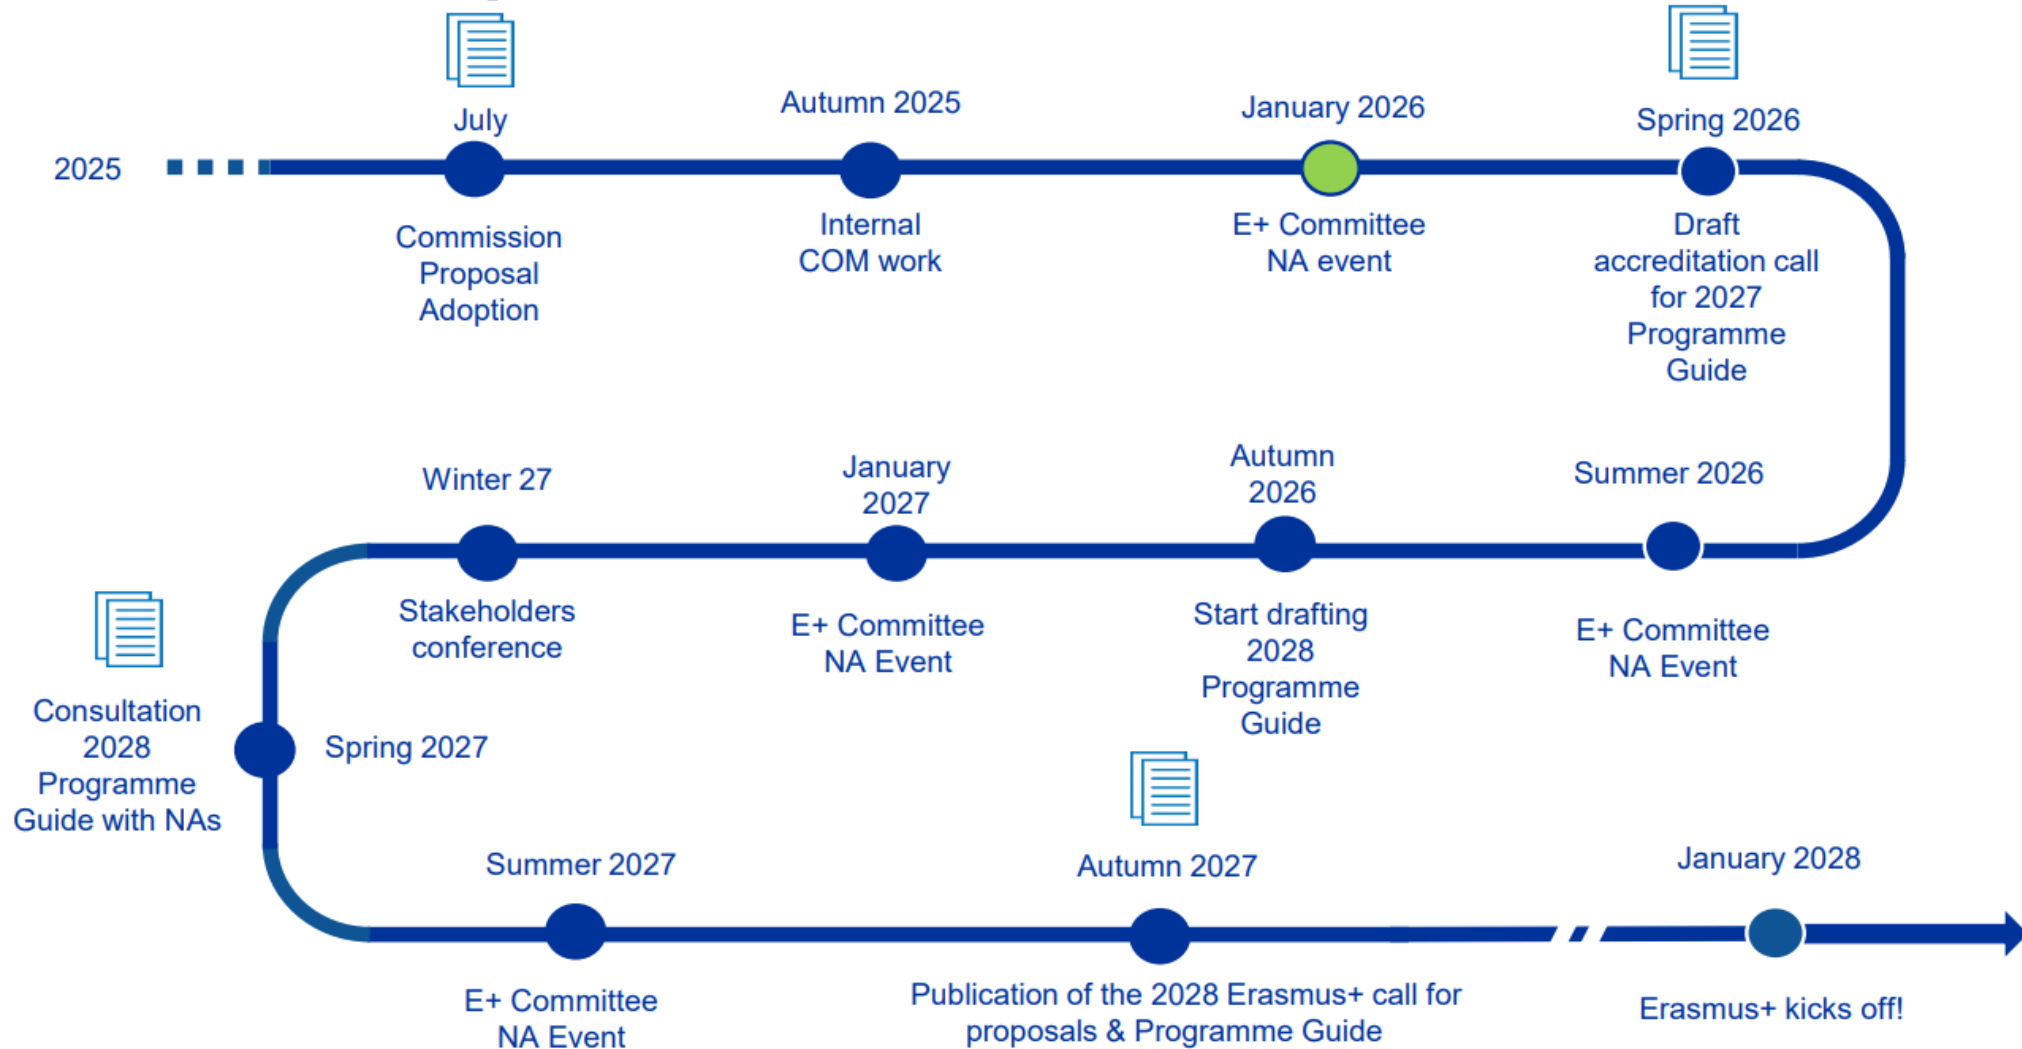 2025
July
Commission
Proposal
Adoption
Autumn 2025
Internal
COM work
January 2026
E+ Committee
NA event
Spring 2026
Draft
accreditation call
for 2027
Programme
Guide
Summer 2026
E+ Committee
NA Event
Autumn
2026
Start drafting
2028
Programme
Guide
January
2027
E+ Committee
NA Event
Winter 27
Stakeholders
conference
Spring 2027
Consultation
2028
Programme
Guide with NAs
Summer 2027
E+ Committee
NA Event
Autumn 2027
Publication of the 2028 Erasmus+ call for
proposals & Programme Guide
January 2028
Erasmus+ kicks off!